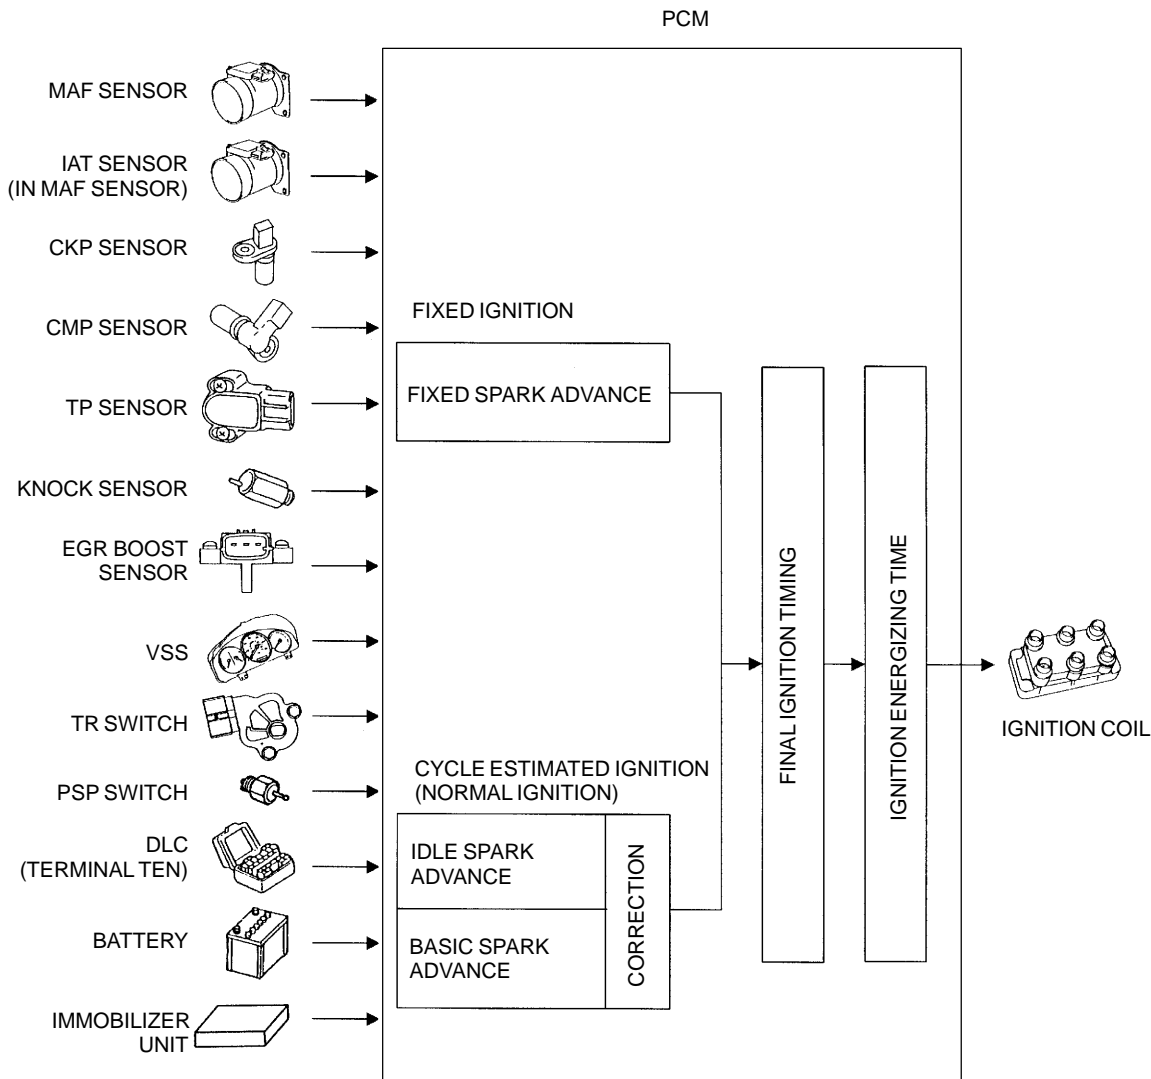 PCM
MAF SENSOR
IAT SENSOR
(IN MAF SENSOR)
CKP SENSOR
CMP SENSOR
TP SENSOR
KNOCK SENSOR
EGR BOOST
SENSOR
VSS
TR SWITCH
PSP SWITCH
DLC
(TERMINAL TEN)
BATTERY
IMMOBILIZER
UNIT
FIXED IGNITION
FIXED SPARK ADVANCE
CYCLE ESTIMATED IGNITION
(NORMAL IGNITION)
IDLE SPARK
ADVANCE
BASIC SPARK
ADVANCE
CORRECTION
FINAL IGNITION TIMING
IGNITION ENERGIZING TIME
IGNITION COIL